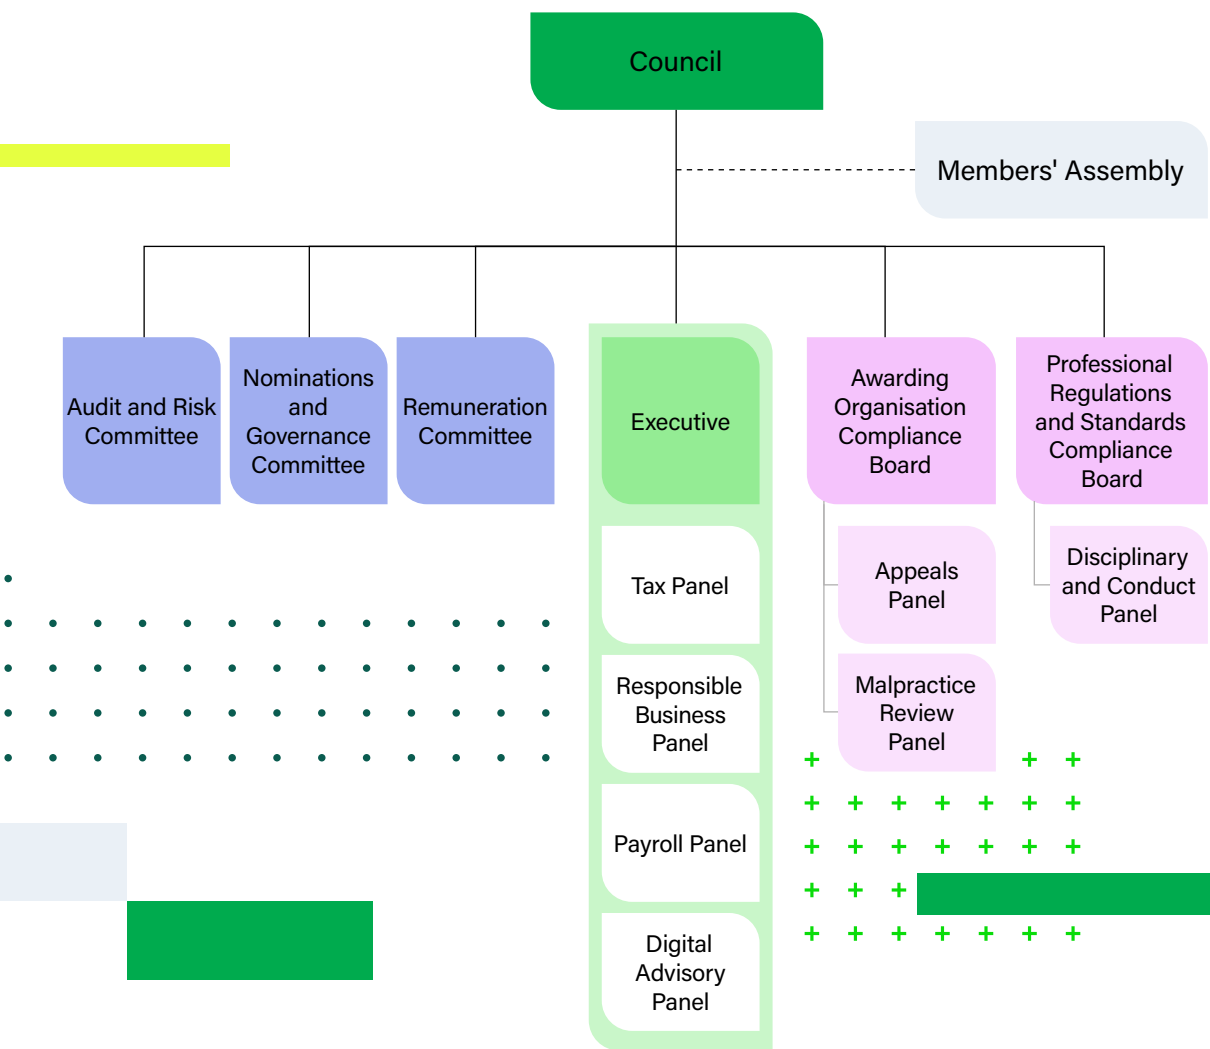 Council
Members' Assembly
Audit and Risk
Committee
Nominations
and
Governance
Committee
Remuneration
Committee
Executive
Awarding
Organisation
Compliance
Board
Professional
Regulations
and Standards
Compliance
Board
Tax Panel
Responsible
Business
Panel
Payroll Panel
Digital
Advisory
Panel
Appeals
Panel
Malpractice
Review
Panel
Disciplinary
and Conduct
Panel